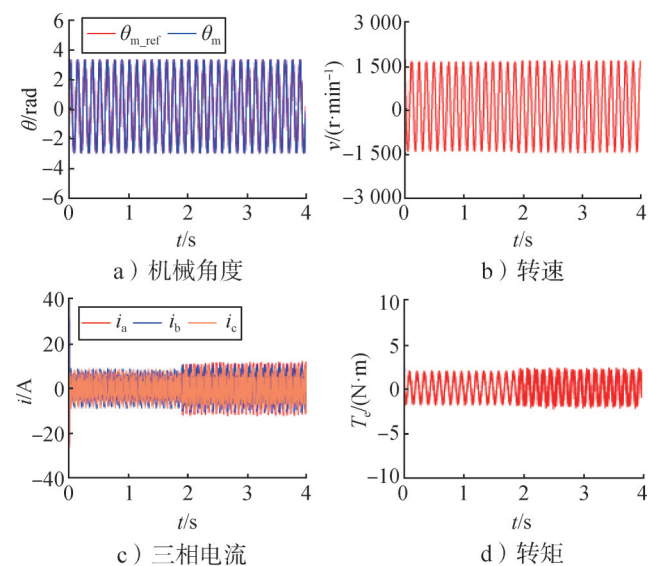 6
θm_ref θm
4
2
θ/rad
0
−2
−4
−6
0 1 2 3 4
t/s
a）机械角度
3 000
1 500
v/(r·min⁻¹)
0
−1 500
−3 000
0 1 2 3 4
t/s
b）转速
40
ia ib ic
20
i/A
0
−20
−40
0 1 2 3 4
t/s
c）三相电流
10
5
Te/(N·m)
0
−5
−10
0 1 2 3 4
t/s
d）转矩